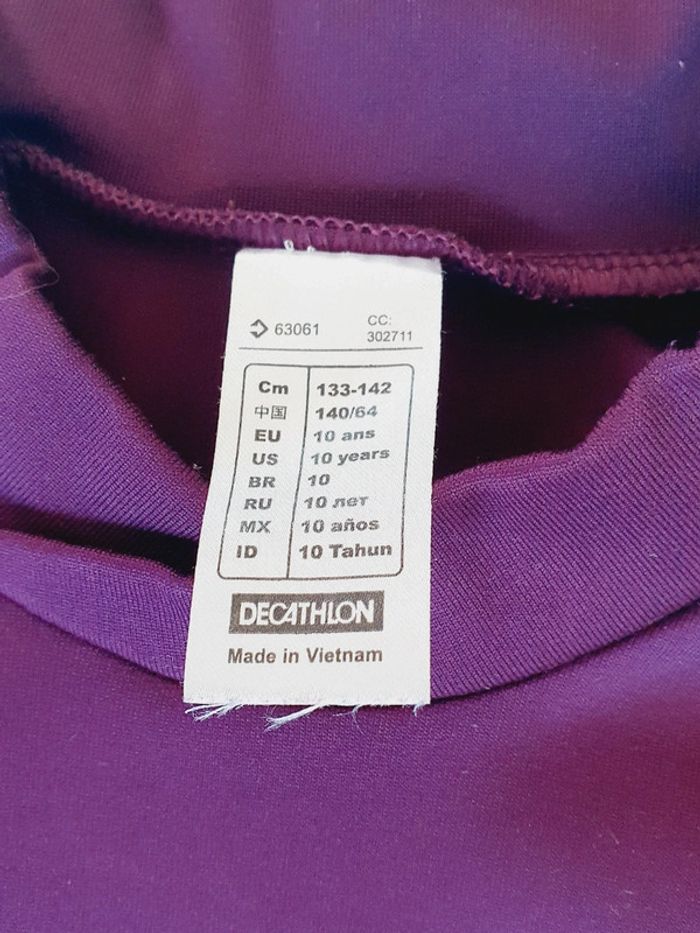 63061
CC:
302711
Cm 133-142
中国 140/64
EU 10 ans
US 10 years
BR 10
RU 10 лет
MX 10 años
ID 10 Tahun
DECATHLON
Made in Vietnam